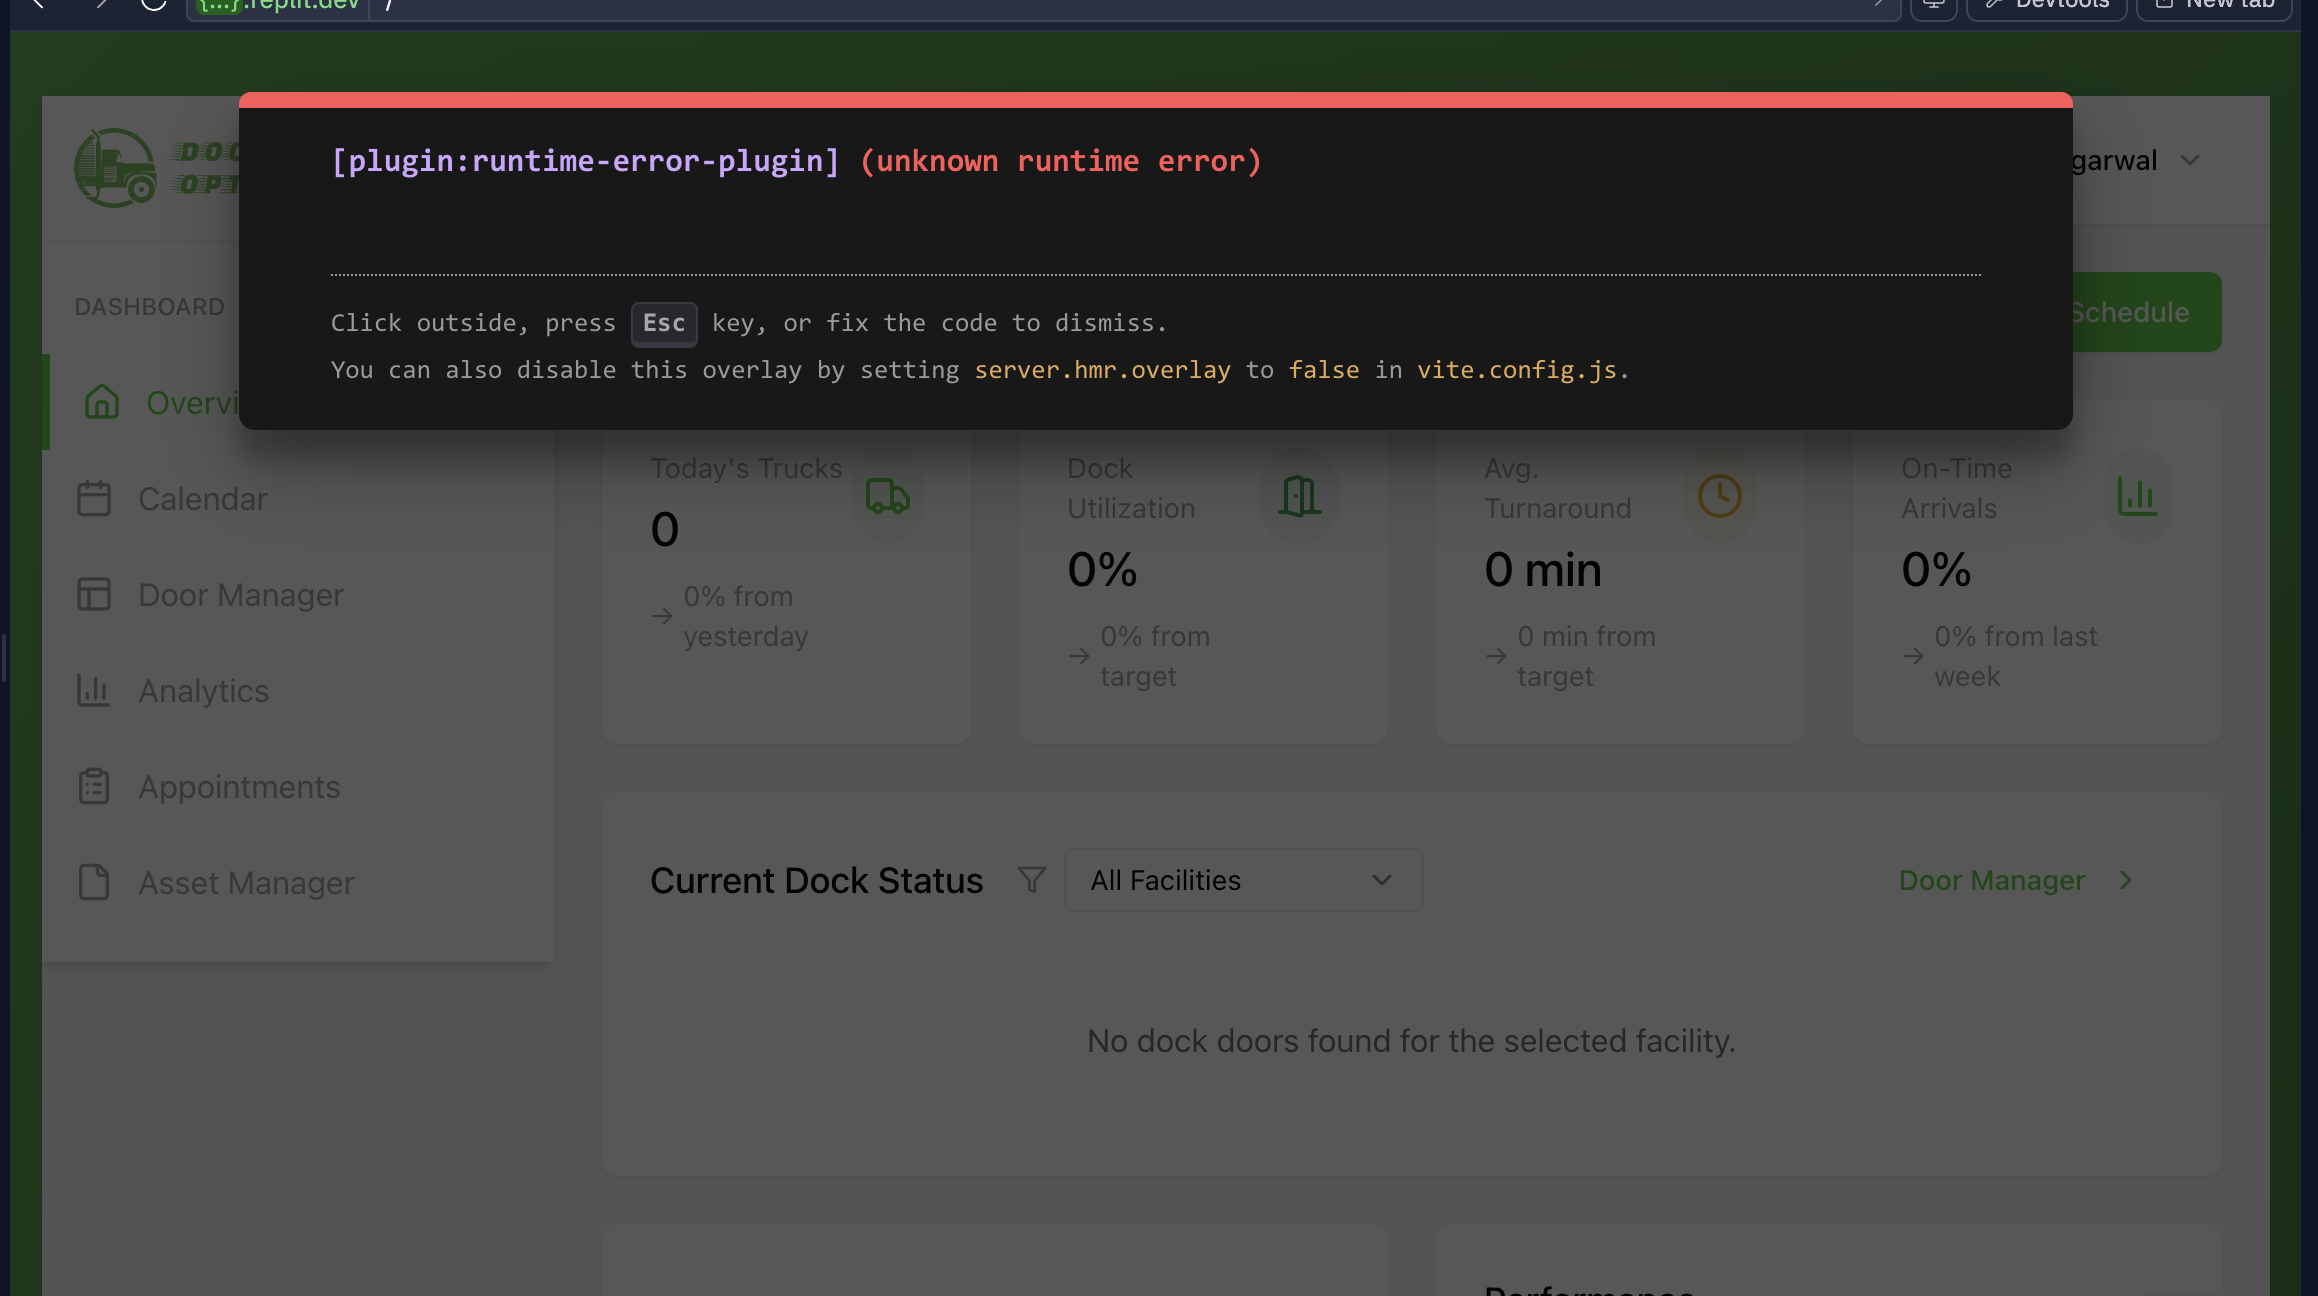 {...}.replit.dev /
Devtools
New tab
[plugin:runtime-error-plugin] (unknown runtime error)
Click outside, press Esc key, or fix the code to dismiss.
You can also disable this overlay by setting server.hmr.overlay to false in vite.config.js.
DASHBOARD
Schedule
Calendar
Door Manager
Analytics
Appointments
Asset Manager
Today's Trucks
0
0% from
yesterday
Dock
Utilization
0%
0% from
target
Avg.
Turnaround
0 min
0 min from
target
On-Time
Arrivals
0%
0% from last
week
Current Dock Status
All Facilities
Door Manager
No dock doors found for the selected facility.
Performance